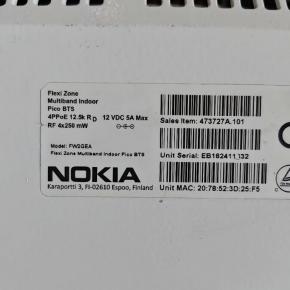 Flexi Zone
Multiband Indoor
Pico BTS
4PPoE 12.5k RD 12 VDC 5A Max
RF 4x250 mW
Model: FW2GEA
Flexi Zone Multiband Indoor Pico BTS
NOKIA
Karaportti 3, FI-02610 Espoo, Finland
Sales Item: 473727A.101
Unit Serial: EB182411132
Unit MAC: 20:78:52:3D:25:F5